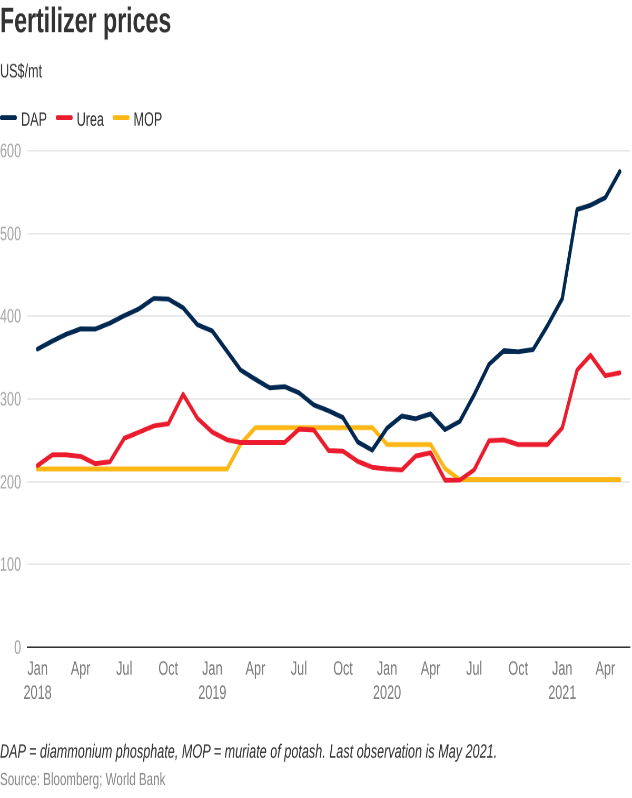 Fertilizer prices
US$/mt
DAP Urea MOP
600
500
400
300
200
100
0
Jan Apr Jul Oct Jan Apr Jul Oct Jan Apr Jul Oct Jan Apr
2018 2019 2020 2021
DAP = diammonium phosphate, MOP = muriate of potash. Last observation is May 2021.
Source: Bloomberg; World Bank